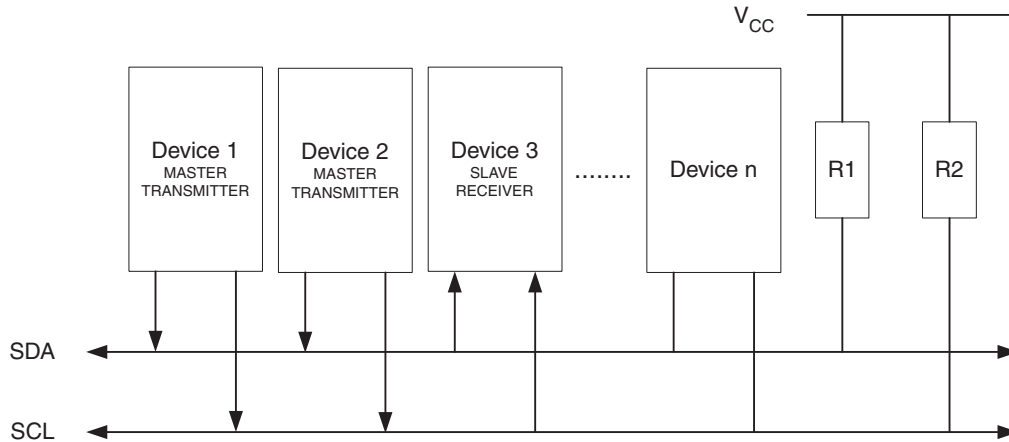 VCC
Device 1
MASTER
TRANSMITTER
Device 2
MASTER
TRANSMITTER
Device 3
SLAVE
RECEIVER
........
Device n
R1
R2
SDA
SCL